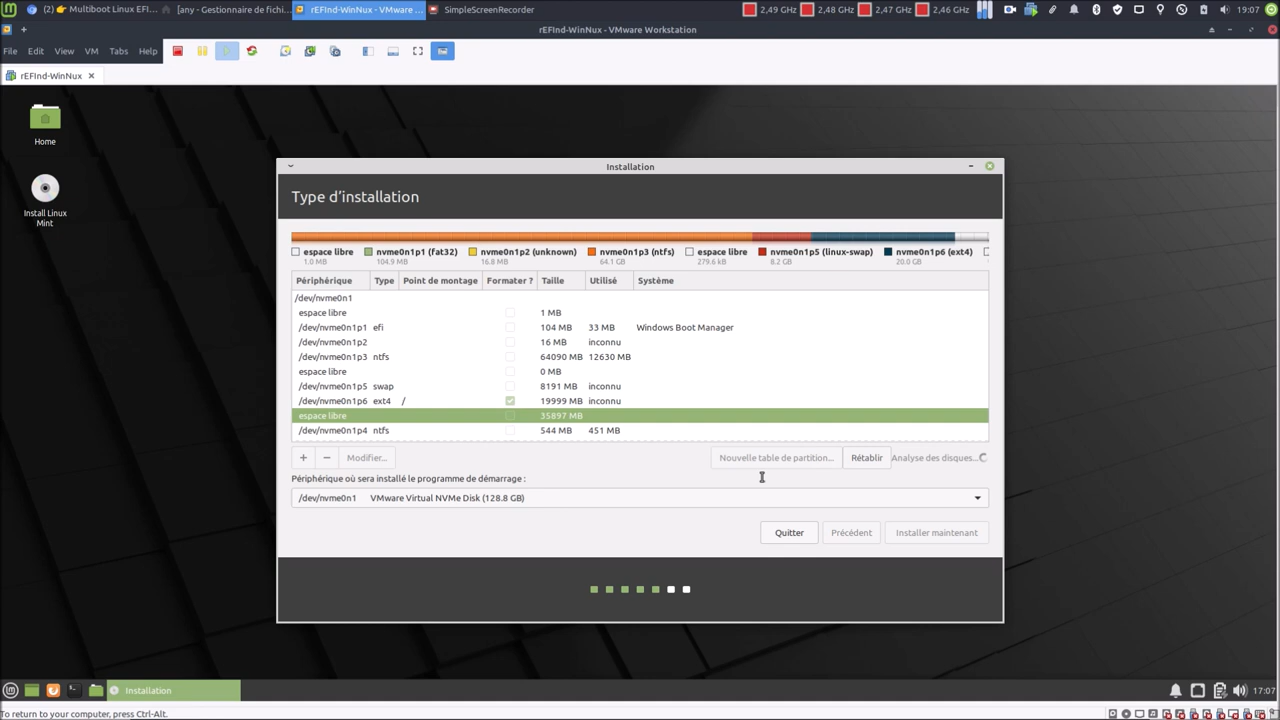 (2) 👉 Multiboot Linux EFI... [any - Gestionnaire de fichi... rEFInd-WinNux - VMware ... SimpleScreenRecorder 2,49 GHz 2,48 GHz 2,47 GHz 2,46 GHz 19:07
rEFInd-WinNux - VMware Workstation
File Edit View VM Tabs Help
rEFInd-WinNux
Home
Install Linux
Mint
Installation
Type d’installation
espace libre nvme0n1p1 (fat32) nvme0n1p2 (unknown) nvme0n1p3 (ntfs) espace libre nvme0n1p5 (linux-swap) nvme0n1p6 (ext4)
1.0 MB 104.9 MB 16.8 MB 64.1 GB 279.6 kB 8.2 GB 20.0 GB
Périphérique Type Point de montage Formater ? Taille Utilisé Système
/dev/nvme0n1
espace libre 1 MB
/dev/nvme0n1p1 efi 104 MB 33 MB Windows Boot Manager
/dev/nvme0n1p2 16 MB inconnu
/dev/nvme0n1p3 ntfs 64090 MB 12630 MB
espace libre 0 MB
/dev/nvme0n1p5 swap 8191 MB inconnu
/dev/nvme0n1p6 ext4 / 19999 MB inconnu
espace libre 35897 MB
/dev/nvme0n1p4 ntfs 544 MB 451 MB
+ − Modifier... Nouvelle table de partition... Rétablir Analyse des disques...
Périphérique où sera installé le programme de démarrage :
/dev/nvme0n1 VMware Virtual NVMe Disk (128.8 GB)
Quitter Précédent Installer maintenant
Installation 17:07
To return to your computer, press Ctrl-Alt.